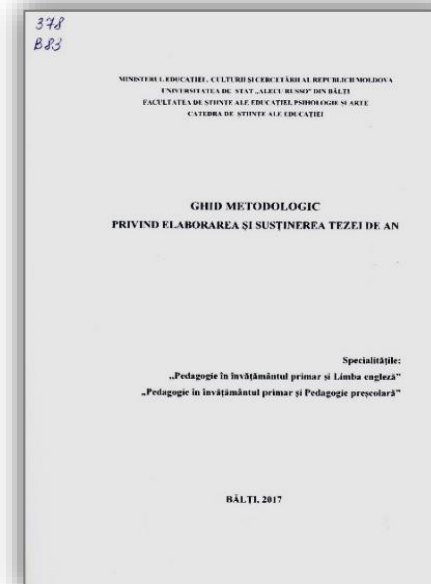 378
B83
MINISTERUL EDUCAȚIEI, CULTURII ȘI CERCETĂRII AL REPUBLICII MOLDOVA
UNIVERSITATEA DE STAT „ALECU RUSSO” DIN BĂLȚI
FACULTATEA DE ȘTIINȚE ALE EDUCAȚIEI, PSIHOLOGIE ȘI ARTE
CATEDRA DE ȘTIINȚE ALE EDUCAȚIEI
GHID METODOLOGIC
PRIVIND ELABORAREA ȘI SUSȚINEREA TEZEI DE AN
Specialitățile:
„Pedagogie în învățământul primar și Limba engleză”
„Pedagogie în învățământul primar și Pedagogie preșcolară”
BĂLȚI, 2017